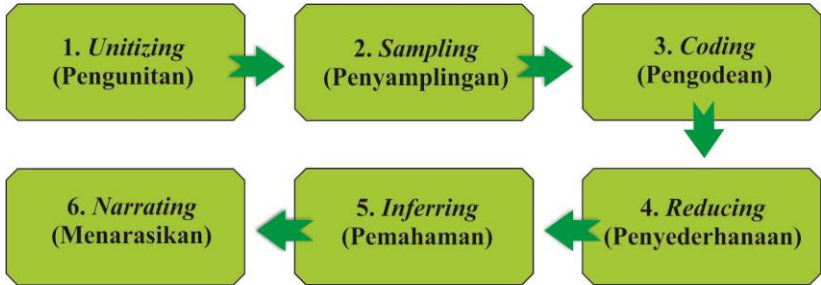 1. Unitizing
(Pengunitan)
2. Sampling
(Penyamplingan)
3. Coding
(Pengodean)
4. Reducing
(Penyederhanaan)
5. Inferring
(Pemahaman)
6. Narrating
(Menarasikan)